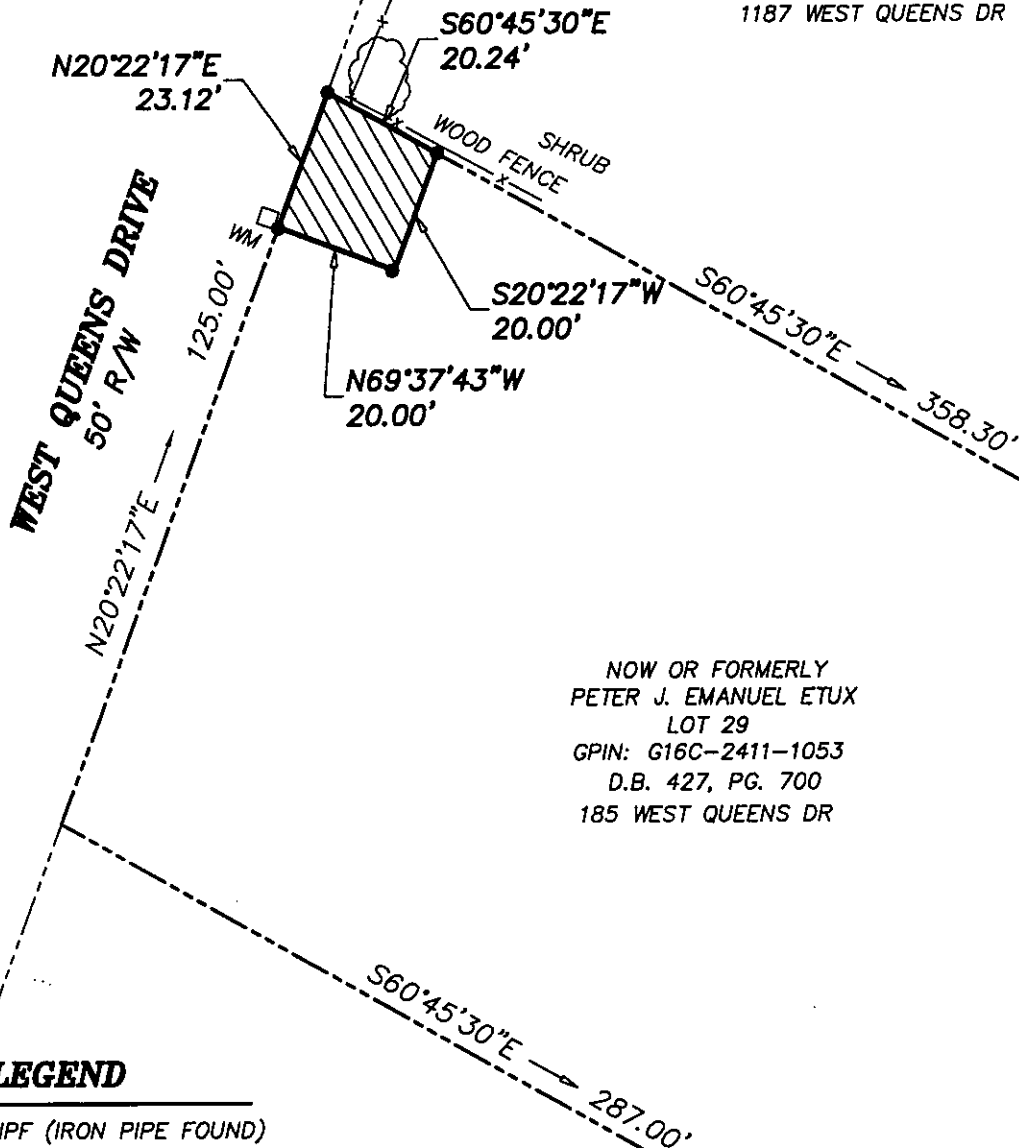 1187 WEST QUEENS DR
S60°45'30"E
20.24'
N20°22'17"E
23.12'
WOOD FENCE
SHRUB
x
x
WM
WEST QUEENS DRIVE
50' R/W
125.00'
N20°22'17"E
S20°22'17"W
20.00'
N69°37'43"W
20.00'
S60°45'30"E
358.30'
NOW OR FORMERLY
PETER J. EMANUEL ETUX
LOT 29
GPIN: G16C-2411-1053
D.B. 427, PG. 700
185 WEST QUEENS DR
S60°45'30"E
287.00'
LEGEND
IPF (IRON PIPE FOUND)